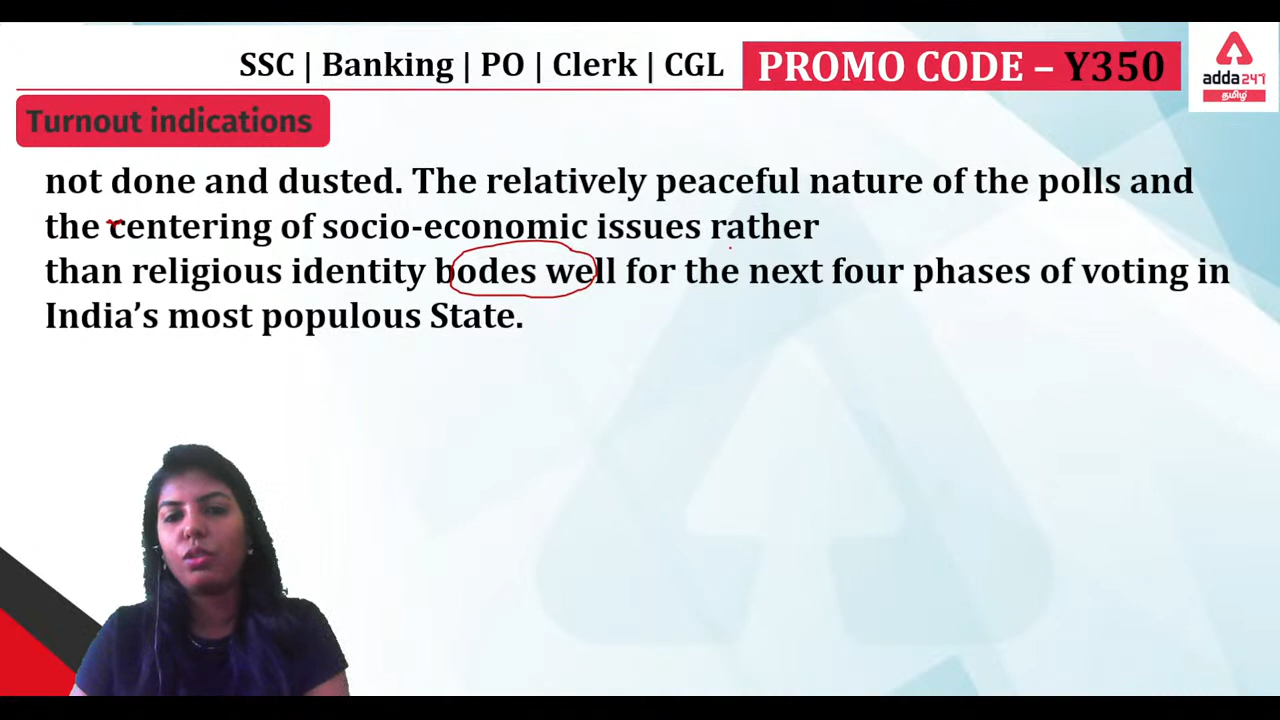 SSC | Banking | PO | Clerk | CGL
PROMO CODE – Y350
adda247
தமிழ்
Turnout indications
not done and dusted. The relatively peaceful nature of the polls and
the centering of socio-economic issues rather
than religious identity bodes well for the next four phases of voting in
India’s most populous State.